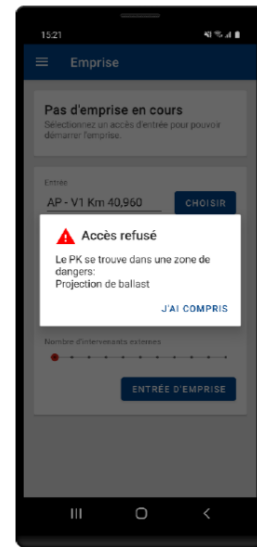 15:21
Emprise
Pas d'emprise en cours
Sélectionnez un accès d'entrée pour pouvoir
démarrer l'emprise.
Entrée
AP - V1 Km 40,960
CHOISIR
Accès refusé
Le PK se trouve dans une zone de
dangers:
Projection de ballast
J'AI COMPRIS
Nombre d'intervenants externes
ENTRÉE D'EMPRISE